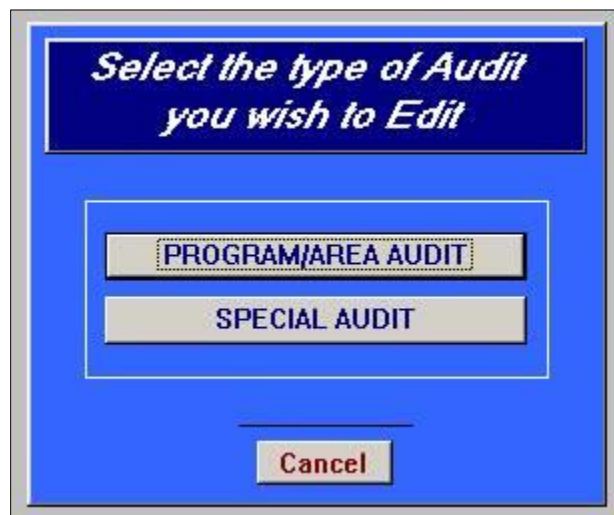 Select the type of Audit
you wish to Edit
PROGRAM/AREA AUDIT
SPECIAL AUDIT
Cancel